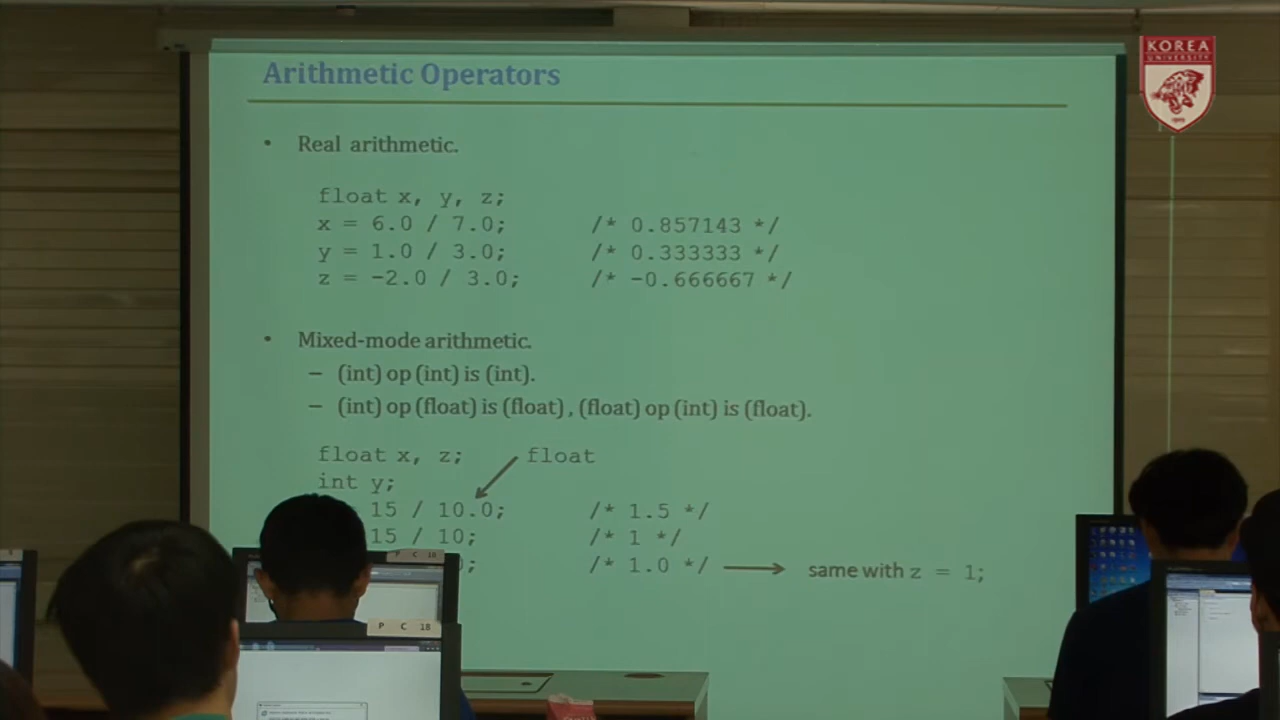 KOREA
UNIVERSITY
Arithmetic Operators
• Real arithmetic.
float x, y, z;
x = 6.0 / 7.0; /* 0.857143 */
y = 1.0 / 3.0; /* 0.333333 */
z = -2.0 / 3.0; /* -0.666667 */
• Mixed-mode arithmetic.
– (int) op (int) is (int).
– (int) op (float) is (float) , (float) op (int) is (float).
float x, z; float
int y;
15 / 10.0; /* 1.5 */
15 / 10; /* 1 */
; /* 1.0 */ same with z = 1;
P C 18
P C 18